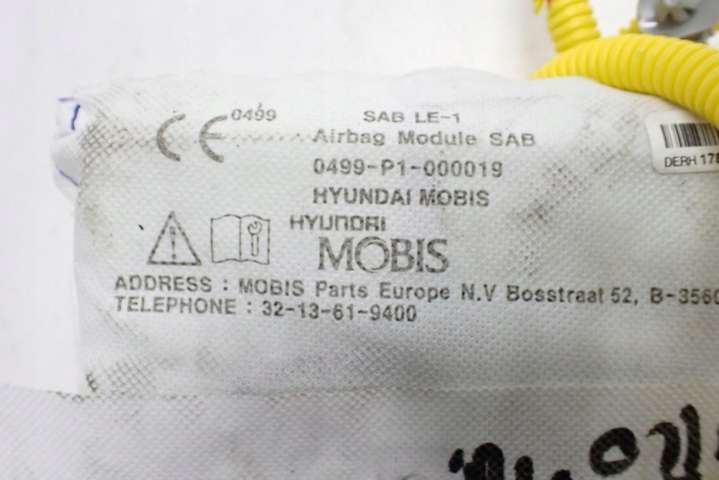 CE 0499 SAB LE-1
Airbag Module SAB
0499-P1-000019
HYUNDAI MOBIS
HYUNDAI
MOBIS
ADDRESS : MOBIS Parts Europe N.V Bosstraat 52, B-3560
TELEPHONE : 32-13-61-9400
DERH 178